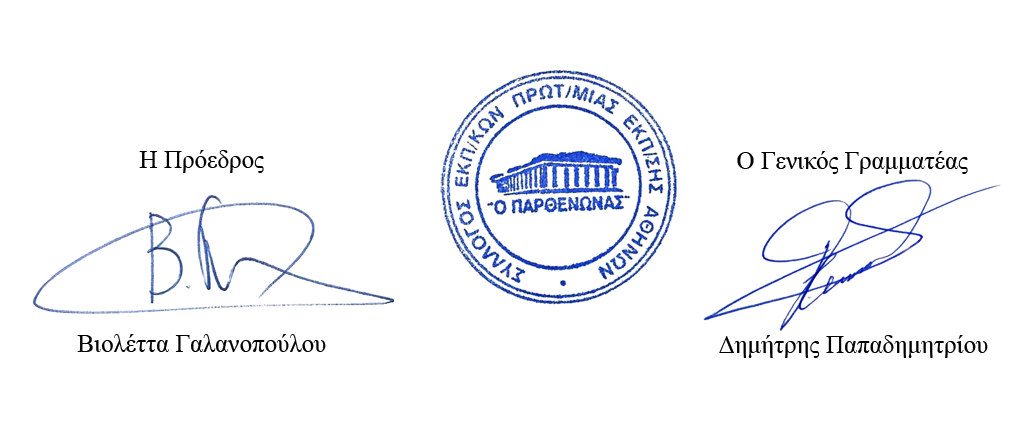 Η Πρόεδρος
Β.
Βιολέττα Γαλανοπούλου
ΣΥΛΛΟΓΟΣ ΕΚΠ/ΚΩΝ ΠΡΩΤ/ΜΙΑΣ ΕΚΠ/ΣΗΣ ΑΘΗΝΩΝ
"Ο ΠΑΡΘΕΝΩΝΑΣ"
Ο Γενικός Γραμματέας
Δημήτρης Παπαδημητρίου